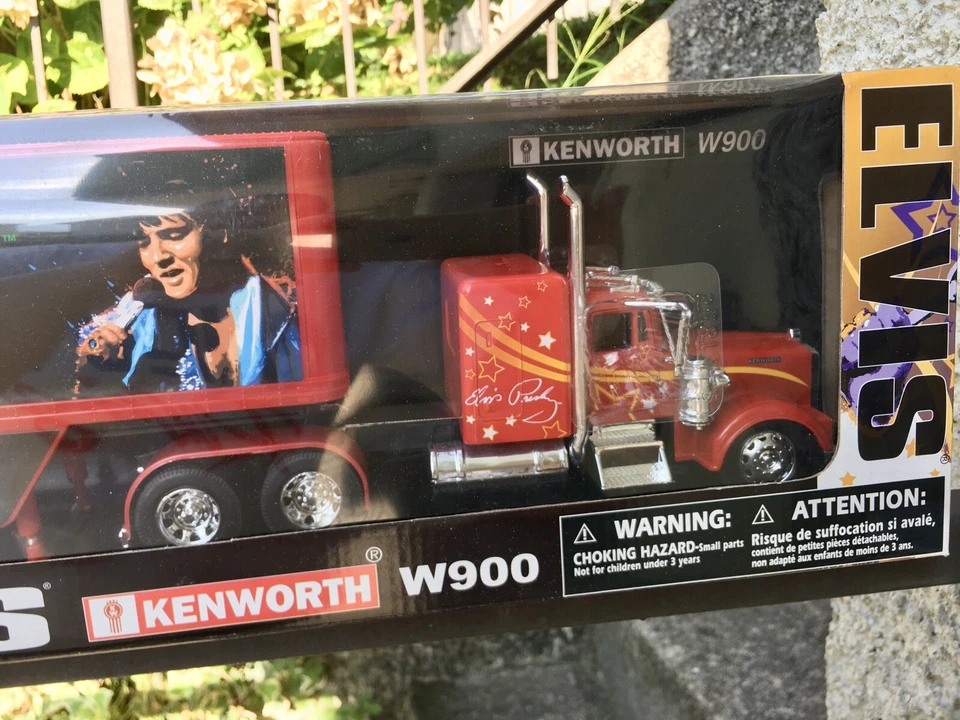 KENWORTH W900
ELVIS®
TM
Elvis Presley
KENWORTH
S®
KENWORTH® W900
WARNING:
CHOKING HAZARD-Small parts
Not for children under 3 years
ATTENTION:
Risque de suffocation si avalé,
contient de petites pièces détachables,
non adapté aux enfants de moins de 3 ans.